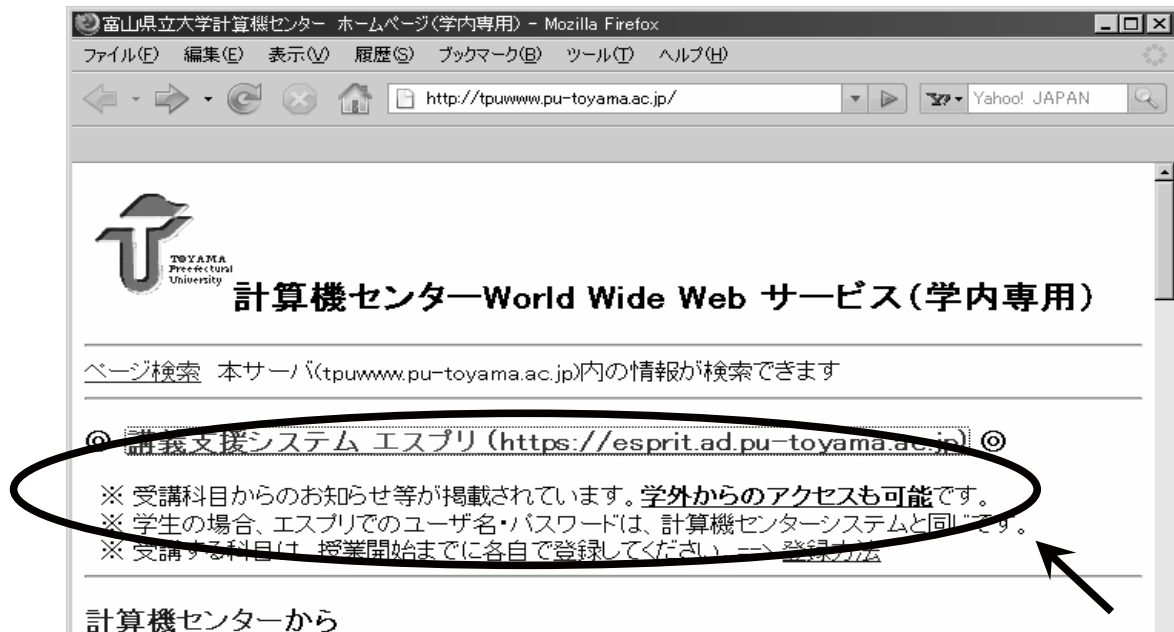 富山県立大学計算機センター ホームページ(学内専用) - Mozilla Firefox
ファイル(F) 編集(E) 表示(V) 履歴(S) ブックマーク(B) ツール(T) ヘルプ(H)
http://tpuwww.pu-toyama.ac.jp/ Yahoo! JAPAN
TOYAMA
Prefectural
University
計算機センターWorld Wide Web サービス(学内専用)
ページ検索 本サーバ(tpuwww.pu-toyama.ac.jp)内の情報が検索できます
◎ 講義支援システム エスプリ (https://esprit.ad.pu-toyama.ac.jp) ◎
※ 受講科目からのお知らせ等が掲載されています。学外からのアクセスも可能です。
※ 学生の場合、エスプリでのユーザ名・パスワードは、計算機センターシステムと同じです。
※ 受講する科目は、授業開始までに各自で登録してください --> 登録方法
計算機センターから